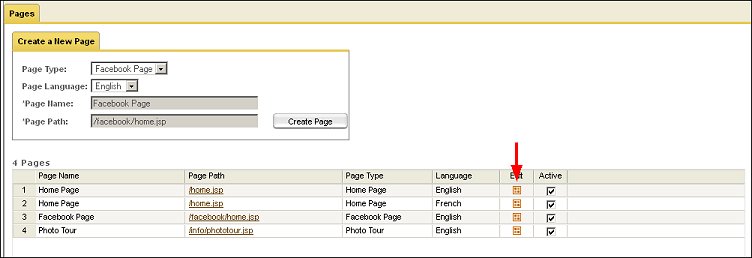 Pages
Create a New Page
Page Type: Facebook Page
Page Language: English
*Page Name: Facebook Page
*Page Path: /facebook/home.jsp Create Page
4 Pages
Page Name Page Path Page Type Language Edit Active
1 Home Page /home.jsp Home Page English
2 Home Page /home.jsp Home Page French
3 Facebook Page /facebook/home.jsp Facebook Page English
4 Photo Tour /info/phototour.jsp Photo Tour English